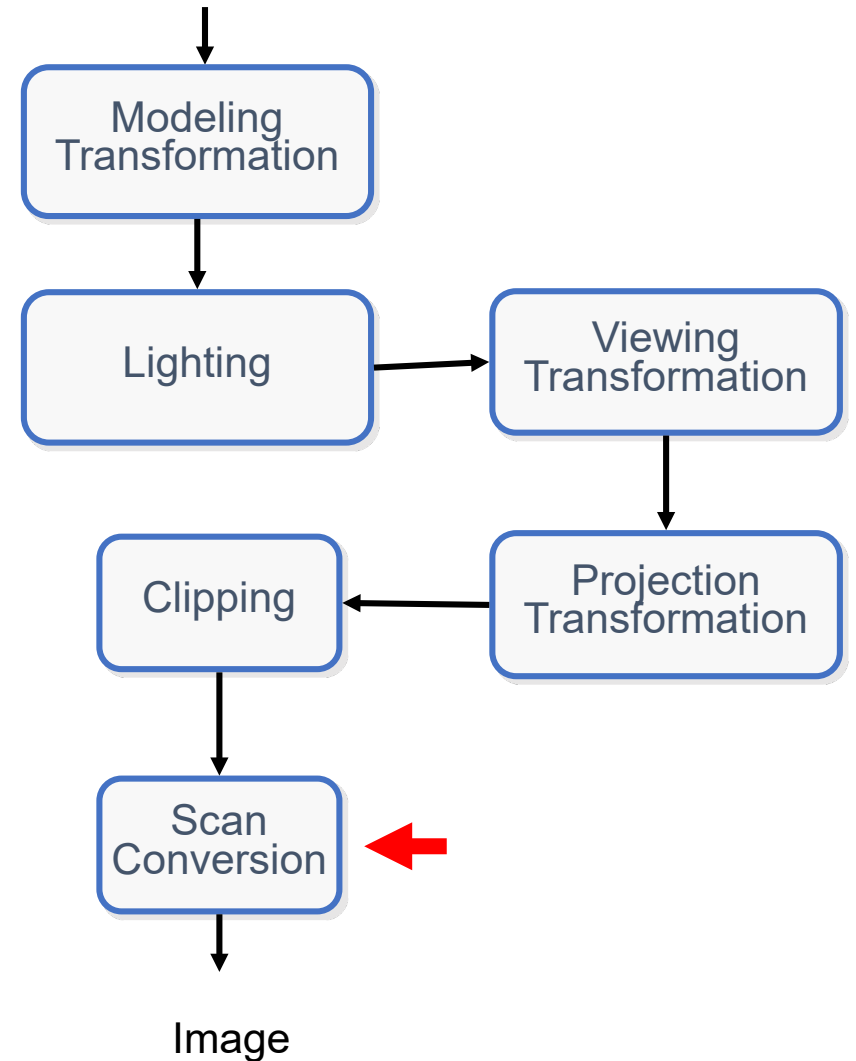 Modeling
Transformation
Lighting
Viewing
Transformation
Projection
Transformation
Clipping
Scan
Conversion
Image